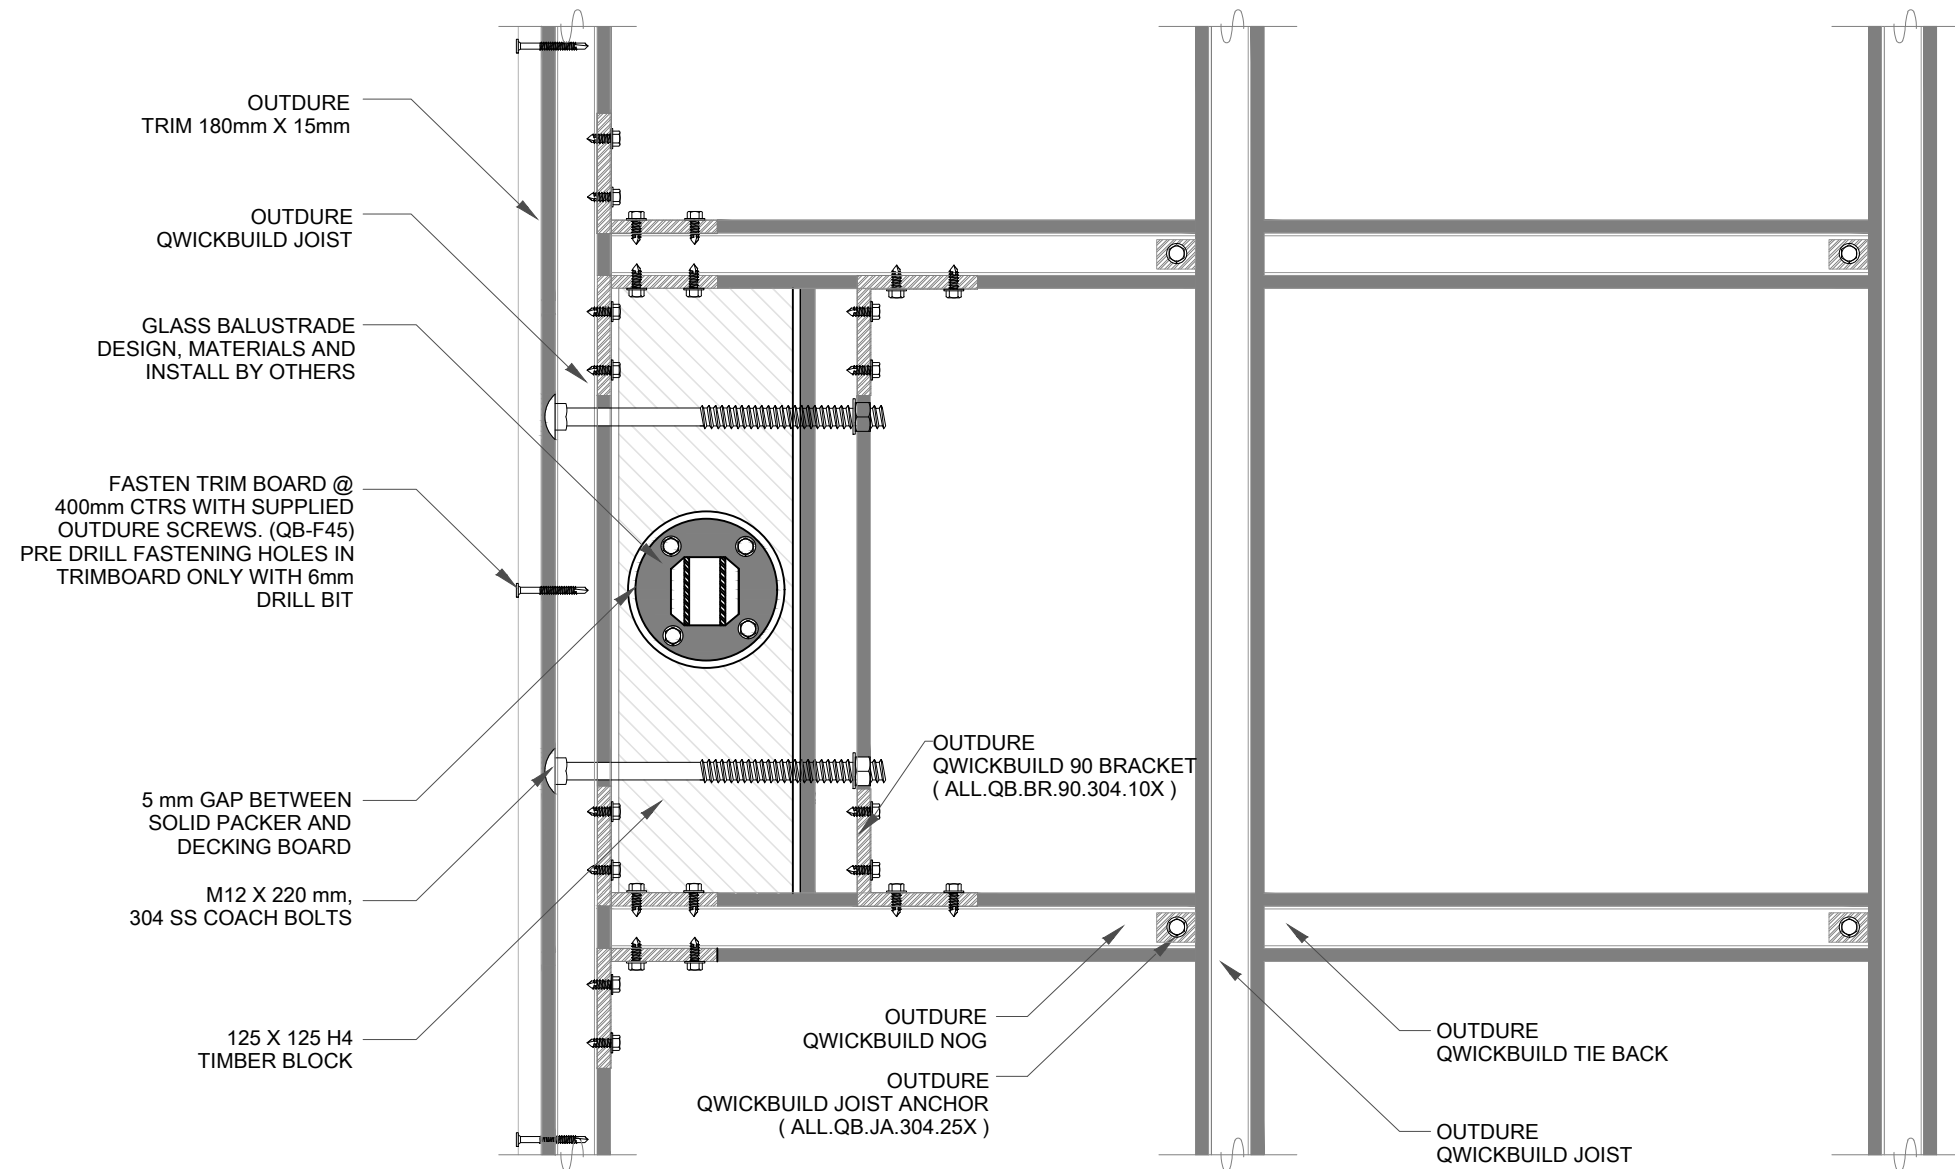 OUTDURE
TRIM 180mm X 15mm
OUTDURE
QWICKBUILD JOIST
GLASS BALUSTRADE
DESIGN, MATERIALS AND
INSTALL BY OTHERS
FASTEN TRIM BOARD @
400mm CTRS WITH SUPPLIED
OUTDURE SCREWS. (QB-F45)
PRE DRILL FASTENING HOLES IN
TRIMBOARD ONLY WITH 6mm
DRILL BIT
5 mm GAP BETWEEN
SOLID PACKER AND
DECKING BOARD
M12 X 220 mm,
304 SS COACH BOLTS
125 X 125 H4
TIMBER BLOCK
OUTDURE
QWICKBUILD 90 BRACKET
( ALL.QB.BR.90.304.10X )
OUTDURE
QWICKBUILD NOG
OUTDURE
QWICKBUILD JOIST ANCHOR
( ALL.QB.JA.304.25X )
OUTDURE
QWICKBUILD TIE BACK
OUTDURE
QWICKBUILD JOIST